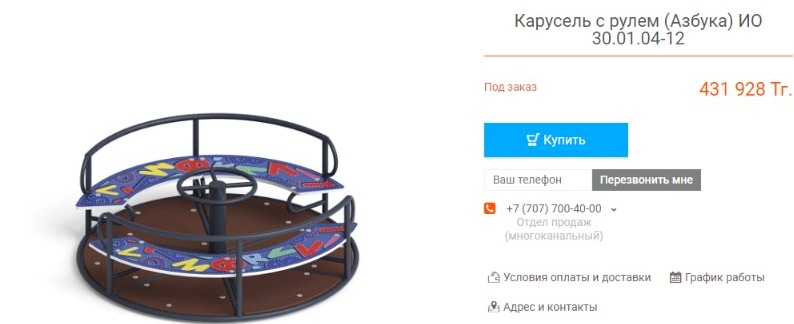 Карусель с рулем (Азбука) ИО
30.01.04-12
Под заказ
431 928 Тг.
Купить
Ваш телефон
Перезвонить мне
+7 (707) 700-40-00
Отдел продаж
(многоканальный)
Условия оплаты и доставки
График работы
Адрес и контакты